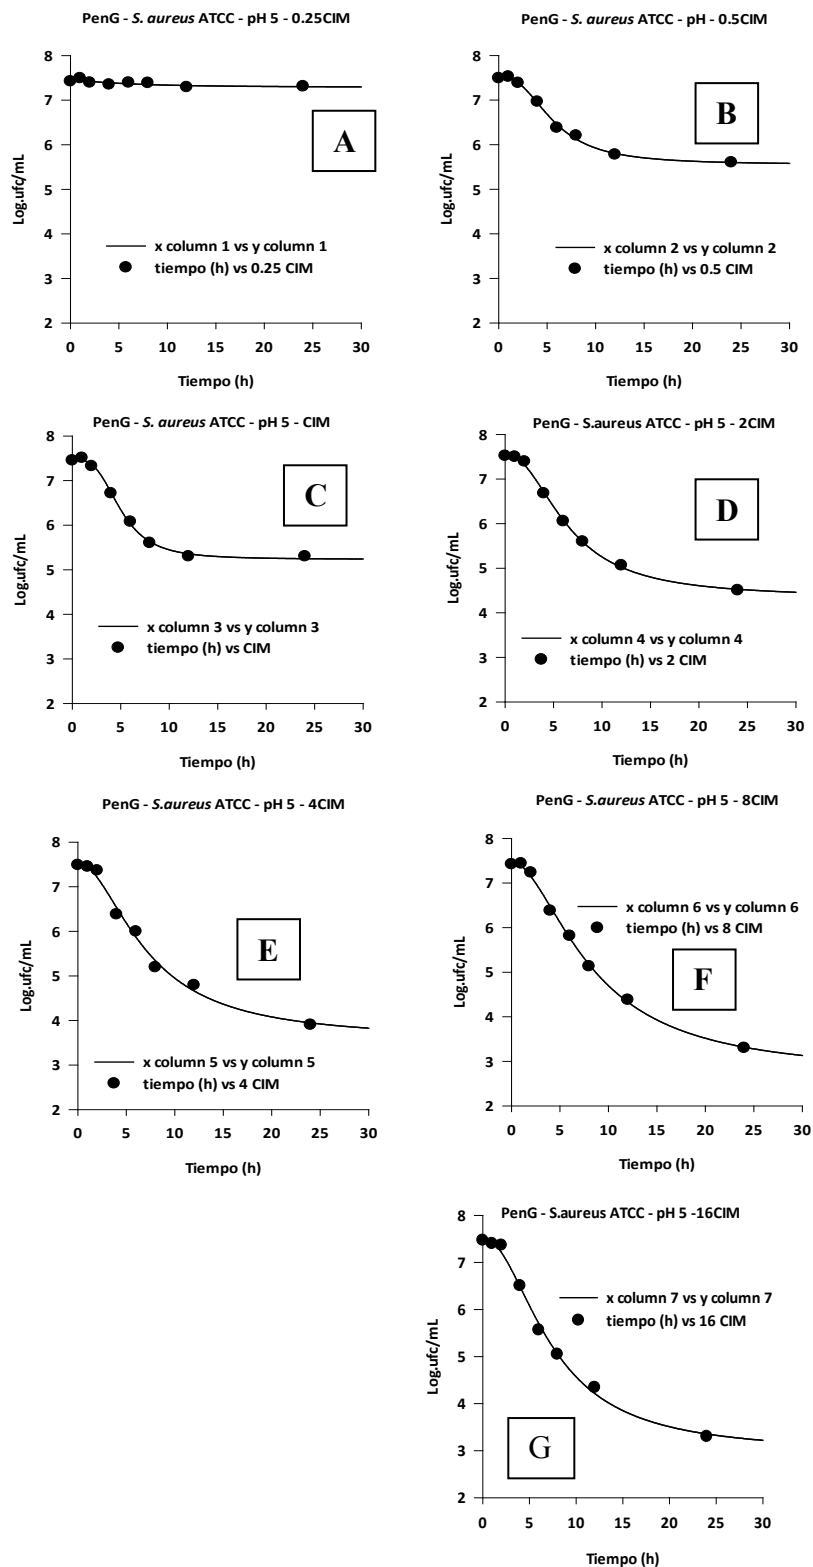 PenG - S. aureus ATCC - pH 5 - 0.25CIM
8
7
6
5
4
3
2
Log.ufc/mL
A
x column 1 vs y column 1
tiempo (h) vs 0.25 CIM
0 5 10 15 20 25 30
Tiempo (h)
PenG - S. aureus ATCC - pH - 0.5CIM
8
7
6
5
4
3
2
Log.ufc/mL
B
x column 2 vs y column 2
tiempo (h) vs 0.5 CIM
0 5 10 15 20 25 30
Tiempo (h)
PenG - S. aureus ATCC - pH 5 - CIM
8
7
6
5
4
3
2
Log.ufc/mL
C
x column 3 vs y column 3
tiempo (h) vs CIM
0 5 10 15 20 25 30
Tiempo (h)
PenG - S.aureus ATCC - pH 5 - 2CIM
8
7
6
5
4
3
2
Log.ufc/mL
D
x column 4 vs y column 4
tiempo (h) vs 2 CIM
0 5 10 15 20 25 30
Tiempo (h)
PenG - S.aureus ATCC - pH 5 - 4CIM
8
7
6
5
4
3
2
Log.ufc/mL
E
x column 5 vs y column 5
tiempo (h) vs 4 CIM
0 5 10 15 20 25 30
Tiempo (h)
PenG - S.aureus ATCC - pH 5 - 8CIM
8
7
6
5
4
3
2
Log.ufc/mL
x column 6 vs y column 6
tiempo (h) vs 8 CIM
F
0 5 10 15 20 25 30
Tiempo (h)
PenG - S.aureus ATCC - pH 5 -16CIM
8
7
6
5
4
3
2
Log.ufc/mL
x column 7 vs y column 7
tiempo (h) vs 16 CIM
G
0 5 10 15 20 25 30
Tiempo (h)